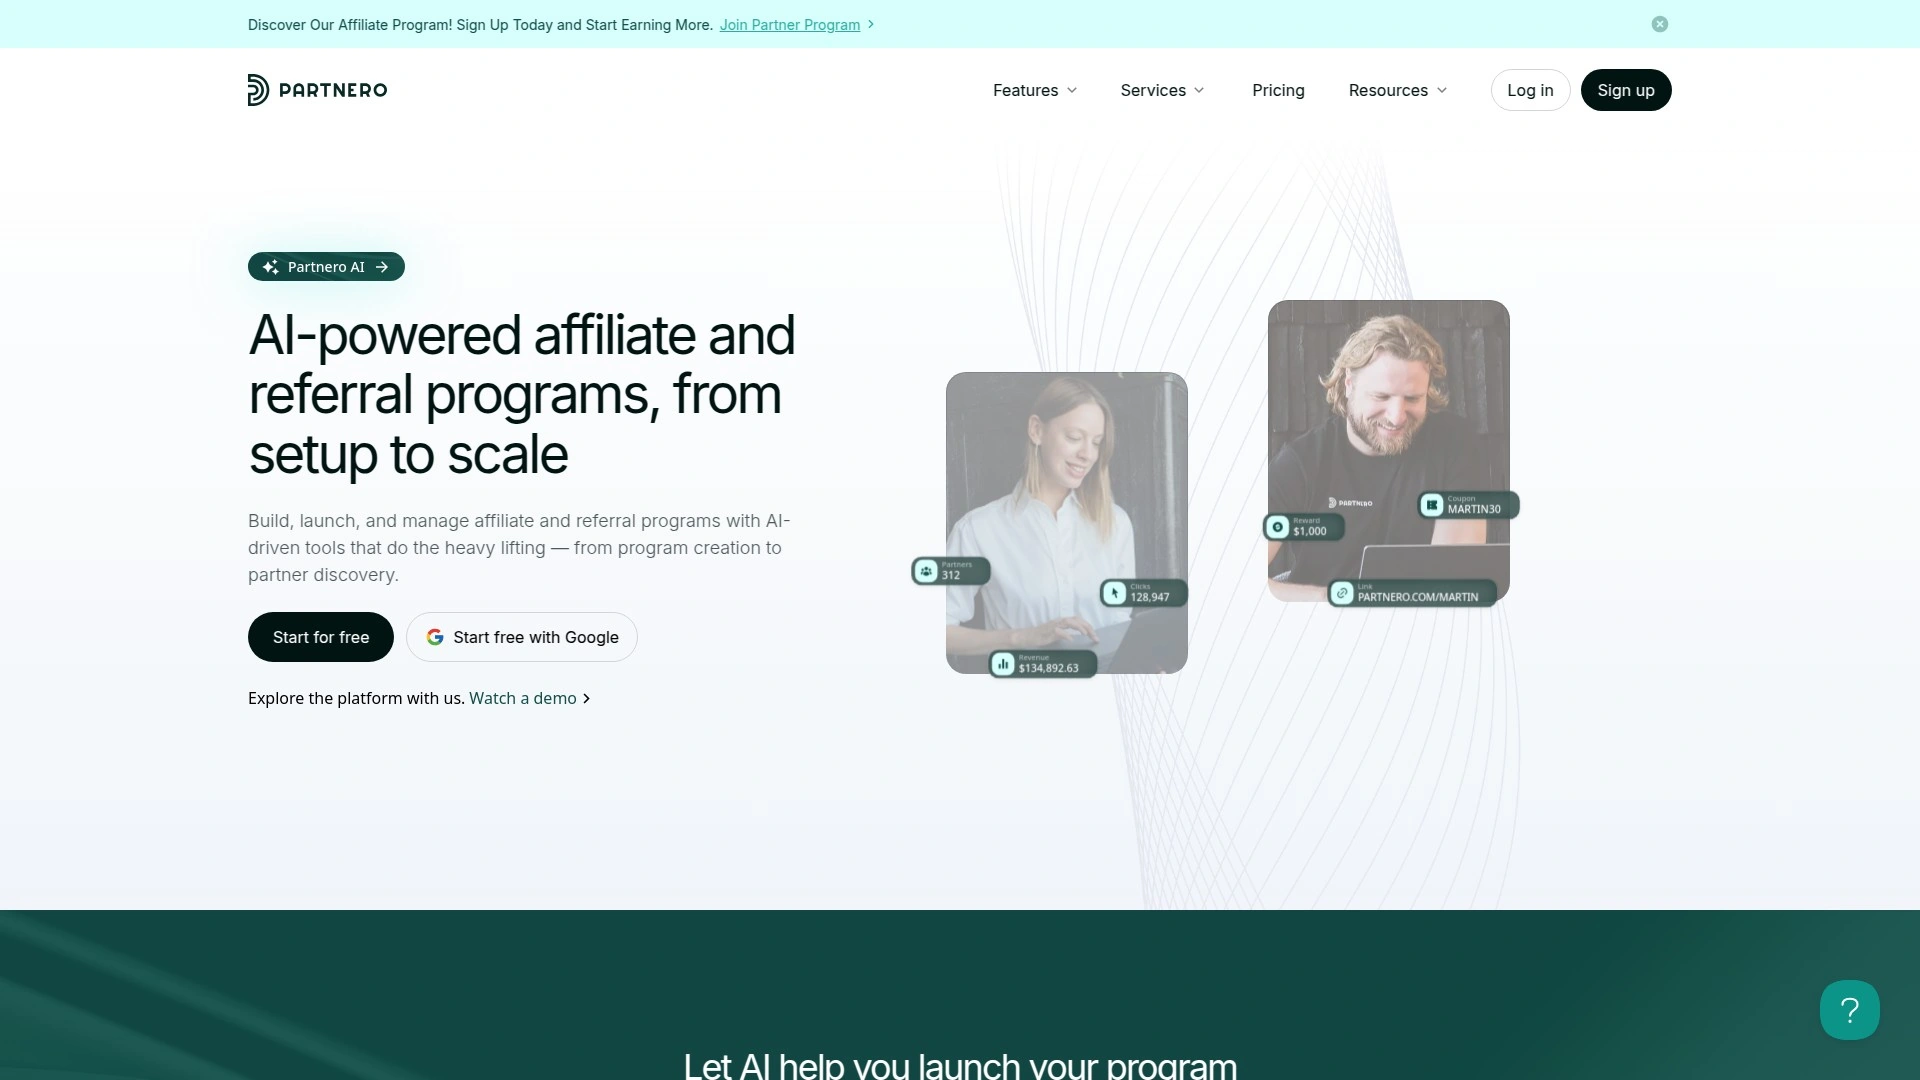 Discover Our Affiliate Program! Sign Up Today and Start Earning More. Join Partner Program
PARTNERO
Features
Services
Pricing
Resources
Log in
Sign up
Partnero AI
AI-powered affiliate and
referral programs, from
setup to scale
Build, launch, and manage affiliate and referral programs with AI-
driven tools that do the heavy lifting — from program creation to
partner discovery.
Start for free
Start free with Google
Explore the platform with us. Watch a demo
Partners
312
Clicks
128,947
Revenue
$134,892.63
PARTNERO
Coupon
MARTIN30
Reward
$1,000
Link
PARTNERO.COM/MARTIN
Let AI help you launch your program
?